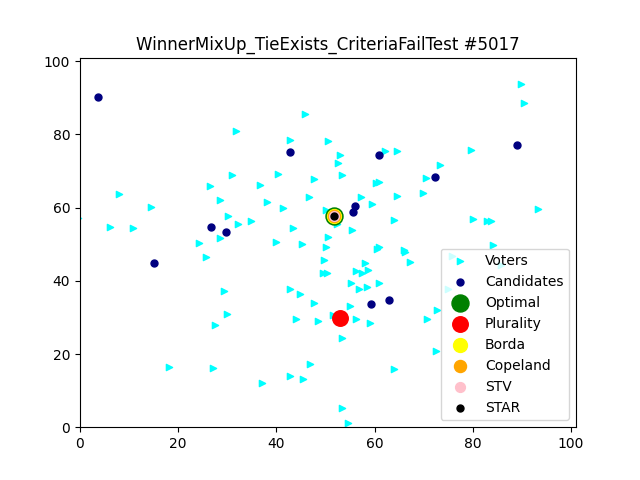 WinnerMixUp_TieExists_CriteriaFailTest #5017
100
80
60
40
20
0
0 20 40 60 80 100
Voters
Candidates
Optimal
Plurality
Borda
Copeland
STV
STAR